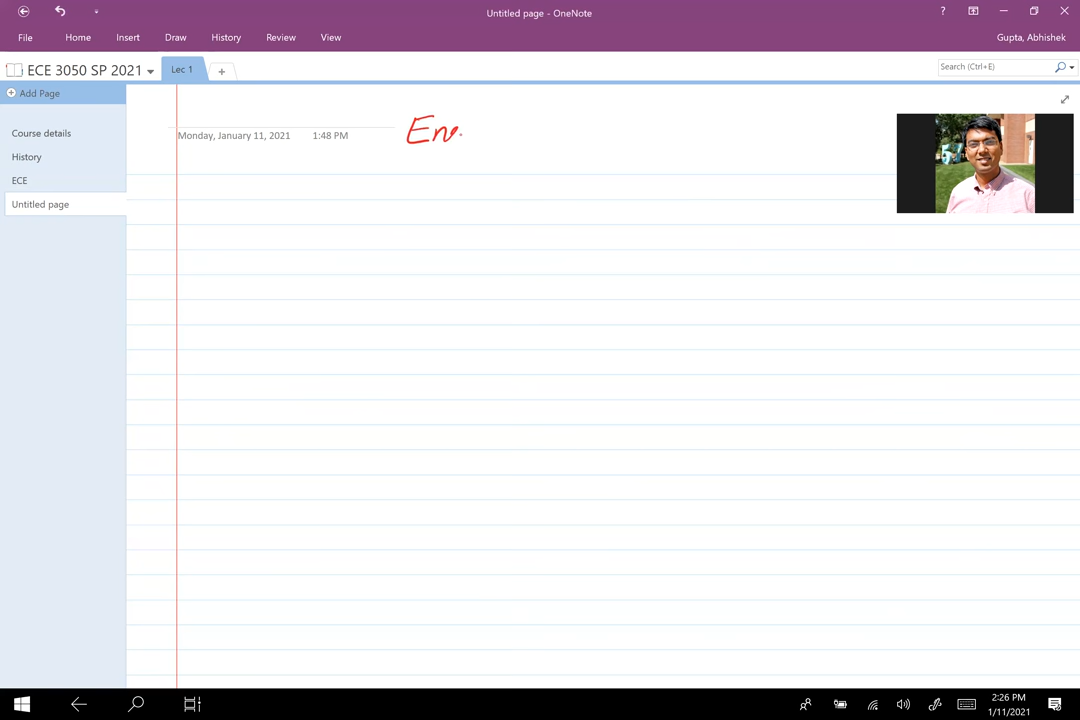 Untitled page - OneNote
?
File Home Insert Draw History Review View Gupta, Abhishek
ECE 3050 SP 2021 Lec 1 + Search (Ctrl+E)
Add Page
Monday, January 11, 2021 1:48 PM
Course details
History
ECE
Untitled page
2:26 PM
1/11/2021